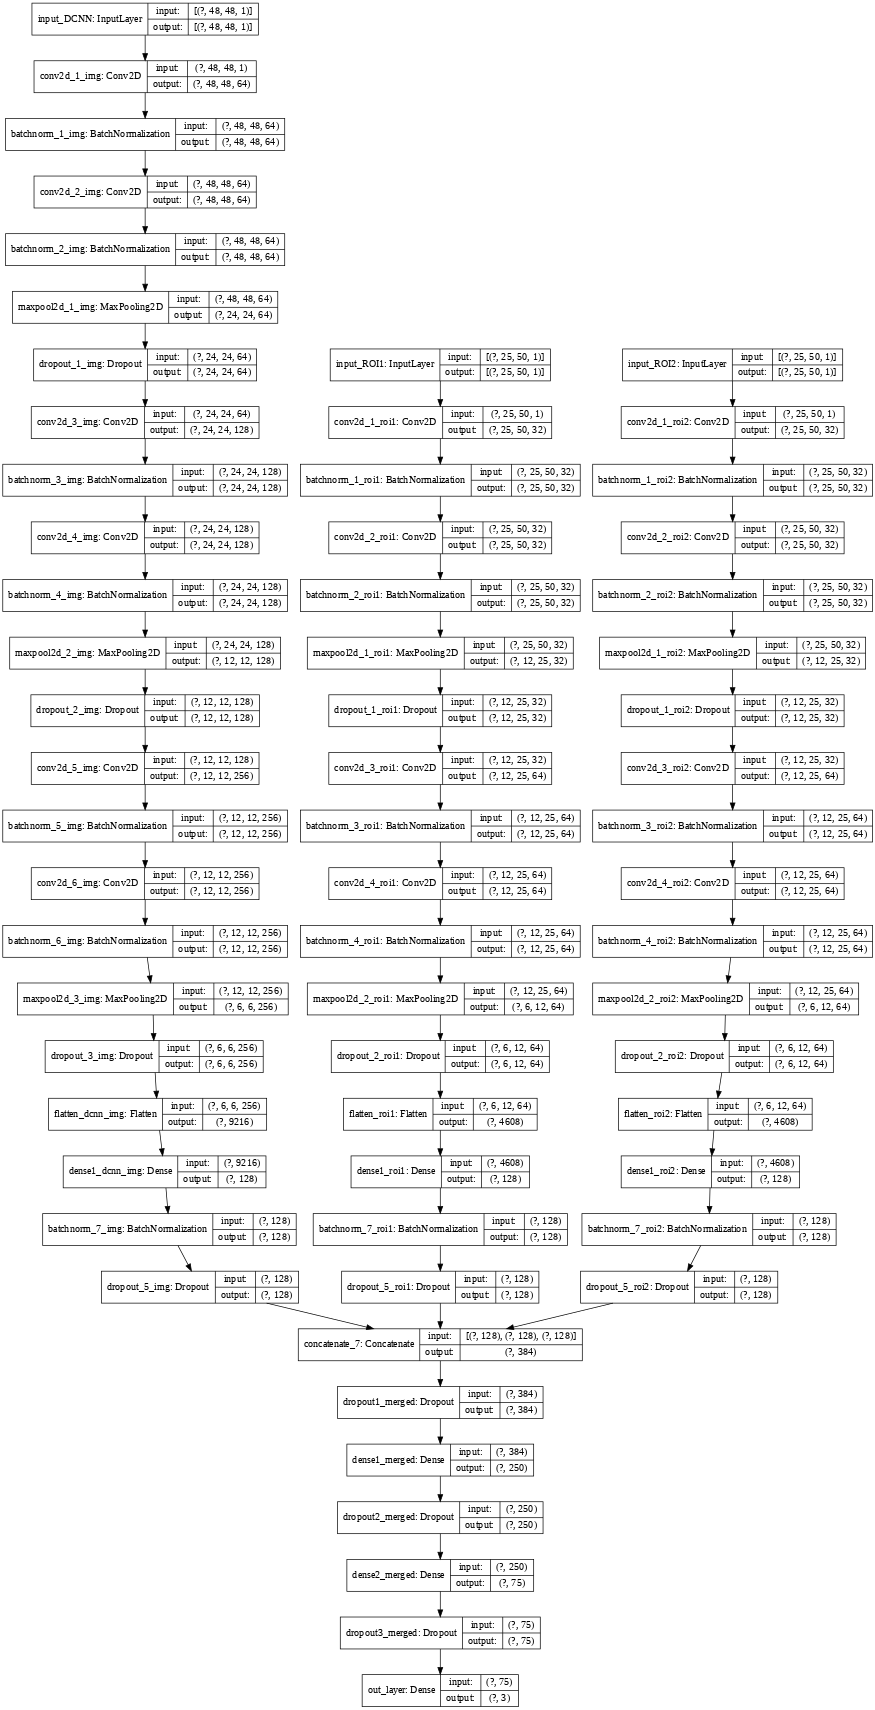 input_DCNN: InputLayer input: [(?, 48, 48, 1)] output: [(?, 48, 48, 1)]
conv2d_1_img: Conv2D input: (?, 48, 48, 1) output: (?, 48, 48, 64)
batchnorm_1_img: BatchNormalization input: (?, 48, 48, 64) output: (?, 48, 48, 64)
conv2d_2_img: Conv2D input: (?, 48, 48, 64) output: (?, 48, 48, 64)
batchnorm_2_img: BatchNormalization input: (?, 48, 48, 64) output: (?, 48, 48, 64)
maxpool2d_1_img: MaxPooling2D input: (?, 48, 48, 64) output: (?, 24, 24, 64)
dropout_1_img: Dropout input: (?, 24, 24, 64) output: (?, 24, 24, 64)
conv2d_3_img: Conv2D input: (?, 24, 24, 64) output: (?, 24, 24, 128)
batchnorm_3_img: BatchNormalization input: (?, 24, 24, 128) output: (?, 24, 24, 128)
conv2d_4_img: Conv2D input: (?, 24, 24, 128) output: (?, 24, 24, 128)
batchnorm_4_img: BatchNormalization input: (?, 24, 24, 128) output: (?, 24, 24, 128)
maxpool2d_2_img: MaxPooling2D input: (?, 24, 24, 128) output: (?, 12, 12, 128)
dropout_2_img: Dropout input: (?, 12, 12, 128) output: (?, 12, 12, 128)
conv2d_5_img: Conv2D input: (?, 12, 12, 128) output: (?, 12, 12, 256)
batchnorm_5_img: BatchNormalization input: (?, 12, 12, 256) output: (?, 12, 12, 256)
conv2d_6_img: Conv2D input: (?, 12, 12, 256) output: (?, 12, 12, 256)
batchnorm_6_img: BatchNormalization input: (?, 12, 12, 256) output: (?, 12, 12, 256)
maxpool2d_3_img: MaxPooling2D input: (?, 12, 12, 256) output: (?, 6, 6, 256)
dropout_3_img: Dropout input: (?, 6, 6, 256) output: (?, 6, 6, 256)
flatten_dcnn_img: Flatten input: (?, 6, 6, 256) output: (?, 9216)
dense1_dcnn_img: Dense input: (?, 9216) output: (?, 128)
batchnorm_7_img: BatchNormalization input: (?, 128) output: (?, 128)
dropout_5_img: Dropout input: (?, 128) output: (?, 128)
input_ROI1: InputLayer input: [(?, 25, 50, 1)] output: [(?, 25, 50, 1)]
conv2d_1_roi1: Conv2D input: (?, 25, 50, 1) output: (?, 25, 50, 32)
batchnorm_1_roi1: BatchNormalization input: (?, 25, 50, 32) output: (?, 25, 50, 32)
conv2d_2_roi1: Conv2D input: (?, 25, 50, 32) output: (?, 25, 50, 32)
batchnorm_2_roi1: BatchNormalization input: (?, 25, 50, 32) output: (?, 25, 50, 32)
maxpool2d_1_roi1: MaxPooling2D input: (?, 25, 50, 32) output: (?, 12, 25, 32)
dropout_1_roi1: Dropout input: (?, 12, 25, 32) output: (?, 12, 25, 32)
conv2d_3_roi1: Conv2D input: (?, 12, 25, 32) output: (?, 12, 25, 64)
batchnorm_3_roi1: BatchNormalization input: (?, 12, 25, 64) output: (?, 12, 25, 64)
conv2d_4_roi1: Conv2D input: (?, 12, 25, 64) output: (?, 12, 25, 64)
batchnorm_4_roi1: BatchNormalization input: (?, 12, 25, 64) output: (?, 12, 25, 64)
maxpool2d_2_roi1: MaxPooling2D input: (?, 12, 25, 64) output: (?, 6, 12, 64)
dropout_2_roi1: Dropout input: (?, 6, 12, 64) output: (?, 6, 12, 64)
flatten_roi1: Flatten input: (?, 6, 12, 64) output: (?, 4608)
dense1_roi1: Dense input: (?, 4608) output: (?, 128)
batchnorm_7_roi1: BatchNormalization input: (?, 128) output: (?, 128)
dropout_5_roi1: Dropout input: (?, 128) output: (?, 128)
input_ROI2: InputLayer input: [(?, 25, 50, 1)] output: [(?, 25, 50, 1)]
conv2d_1_roi2: Conv2D input: (?, 25, 50, 1) output: (?, 25, 50, 32)
batchnorm_1_roi2: BatchNormalization input: (?, 25, 50, 32) output: (?, 25, 50, 32)
conv2d_2_roi2: Conv2D input: (?, 25, 50, 32) output: (?, 25, 50, 32)
batchnorm_2_roi2: BatchNormalization input: (?, 25, 50, 32) output: (?, 25, 50, 32)
maxpool2d_1_roi2: MaxPooling2D input: (?, 25, 50, 32) output: (?, 12, 25, 32)
dropout_1_roi2: Dropout input: (?, 12, 25, 32) output: (?, 12, 25, 32)
conv2d_3_roi2: Conv2D input: (?, 12, 25, 32) output: (?, 12, 25, 64)
batchnorm_3_roi2: BatchNormalization input: (?, 12, 25, 64) output: (?, 12, 25, 64)
conv2d_4_roi2: Conv2D input: (?, 12, 25, 64) output: (?, 12, 25, 64)
batchnorm_4_roi2: BatchNormalization input: (?, 12, 25, 64) output: (?, 12, 25, 64)
maxpool2d_2_roi2: MaxPooling2D input: (?, 12, 25, 64) output: (?, 6, 12, 64)
dropout_2_roi2: Dropout input: (?, 6, 12, 64) output: (?, 6, 12, 64)
flatten_roi2: Flatten input: (?, 6, 12, 64) output: (?, 4608)
dense1_roi2: Dense input: (?, 4608) output: (?, 128)
batchnorm_7_roi2: BatchNormalization input: (?, 128) output: (?, 128)
dropout_5_roi2: Dropout input: (?, 128) output: (?, 128)
concatenate_7: Concatenate input: [(?, 128), (?, 128), (?, 128)] output: (?, 384)
dropout1_merged: Dropout input: (?, 384) output: (?, 384)
dense1_merged: Dense input: (?, 384) output: (?, 250)
dropout2_merged: Dropout input: (?, 250) output: (?, 250)
dense2_merged: Dense input: (?, 250) output: (?, 75)
dropout3_merged: Dropout input: (?, 75) output: (?, 75)
out_layer: Dense input: (?, 75) output: (?, 3)